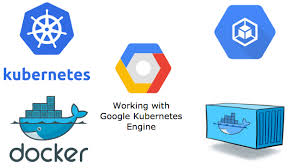 kubernetes
Working with
Google Kubernetes
Engine
docker